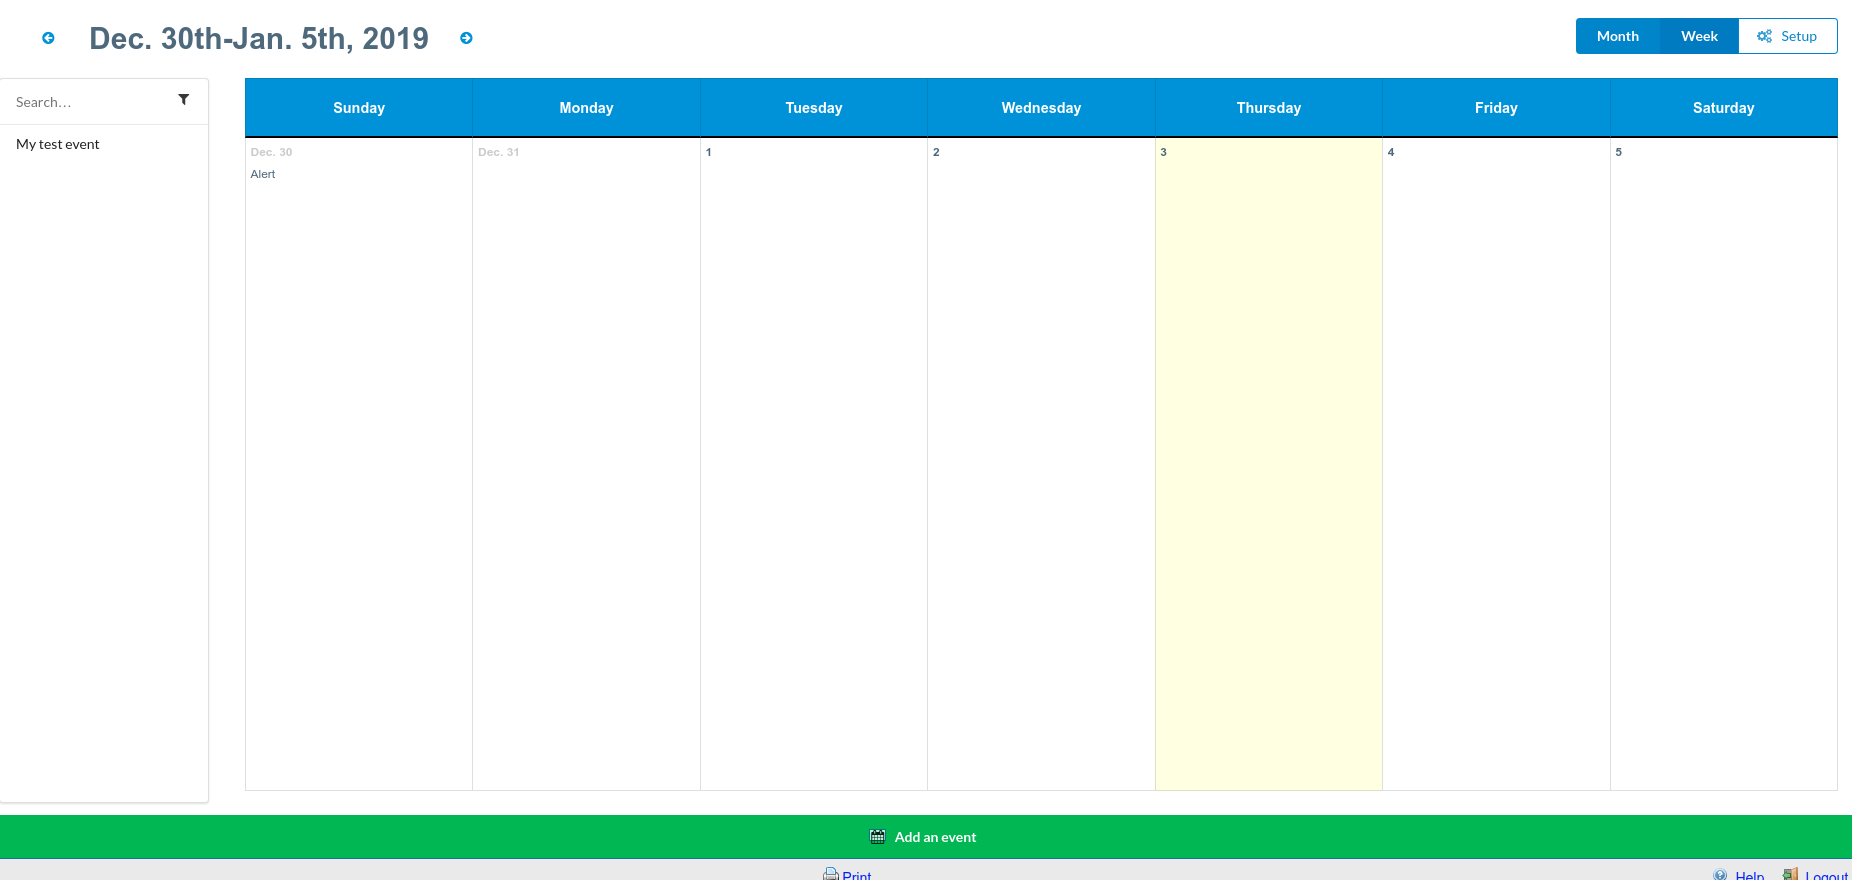 Dec. 30th-Jan. 5th, 2019
Month Week Setup
Search...
My test event
Sunday Monday Tuesday Wednesday Thursday Friday Saturday
Dec. 30 Dec. 31 1 2 3 4 5
Alert
Add an event
Print Help Logout